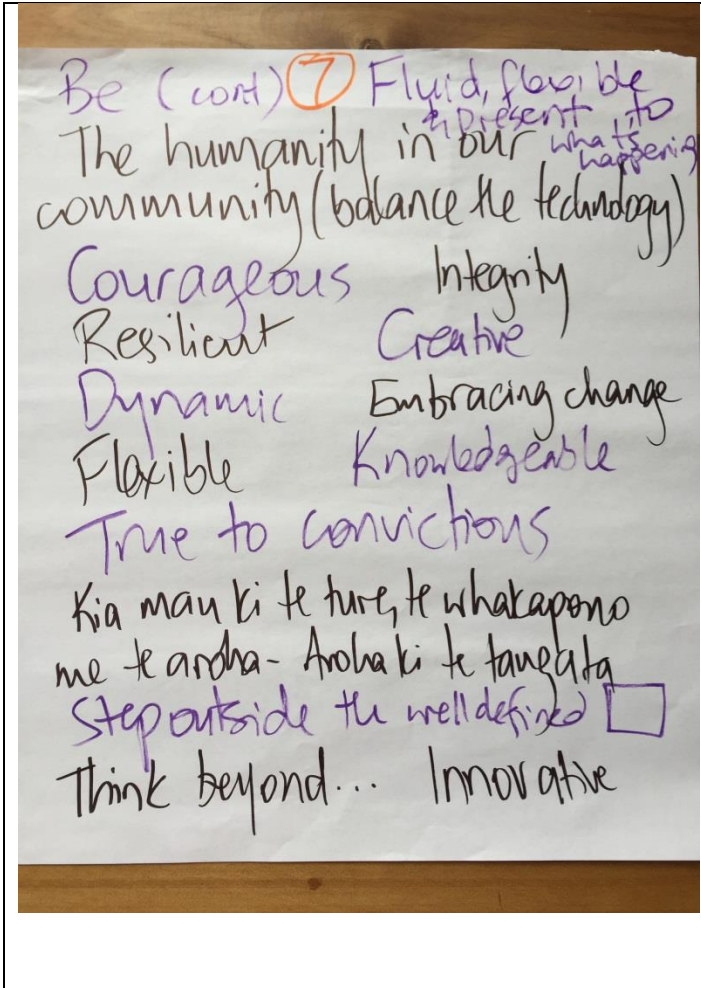 Be (cont) 7 Fluid, flexible
& present to
what's
happening
The humanity in our
community (balance the technology)
Courageous Integrity
Resilient Creative
Dynamic Embracing change
Flexible Knowledgeable
True to convictions
Kia mau ki te ture, te whakapono
me te aroha - Aroha ki te tangata
Step outside the well defined
Think beyond... Innovative